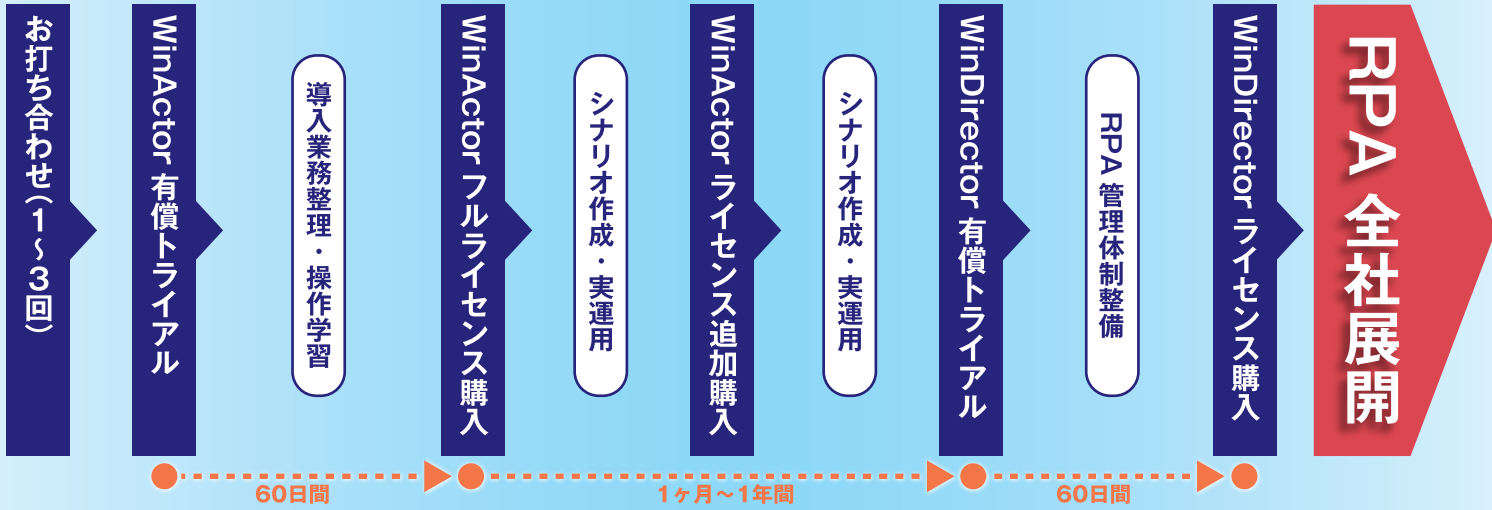 お打ち合わせ（1～3回）
WinActor 有償トライアル
導入業務整理・操作学習
WinActor フルライセンス購入
シナリオ作成・実運用
WinActor ライセンス追加購入
シナリオ作成・実運用
WinDirector 有償トライアル
RPA 管理体制整備
WinDirector ライセンス購入
RPA 全社展開
60日間
1ヶ月～1年間
60日間